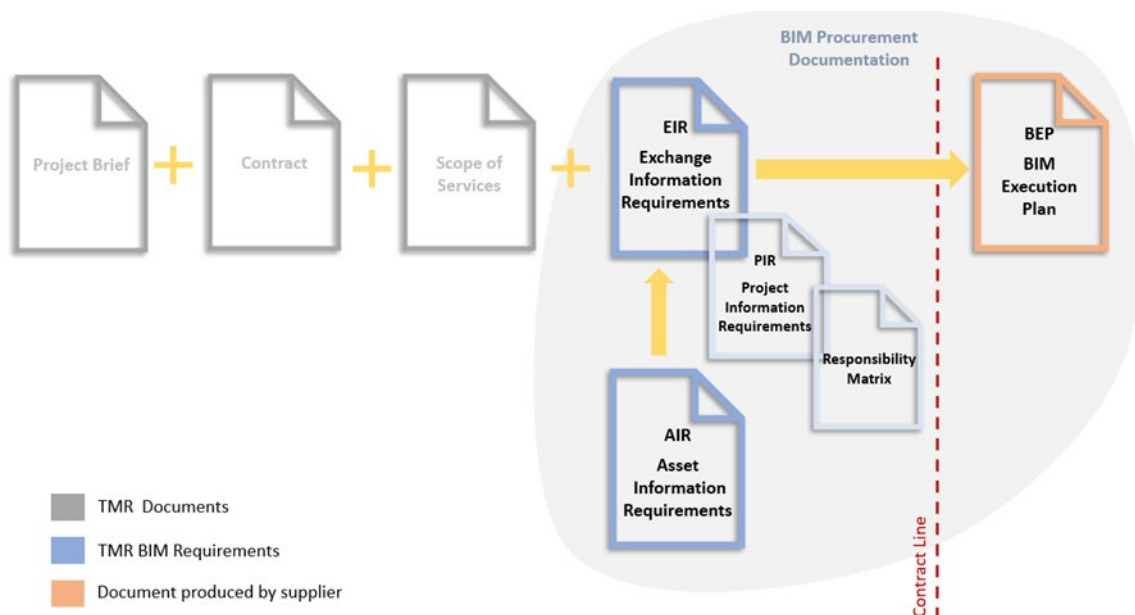 BIM Procurement
Documentation
Project Brief
Contract
Scope of
Services
EIR
Exchange
Information
Requirements
BEP
BIM
Execution
Plan
PIR
Project
Information
Requirements
Responsibility
Matrix
AIR
Asset
Information
Requirements
TMR Documents
TMR BIM Requirements
Document produced by supplier
Contract Line